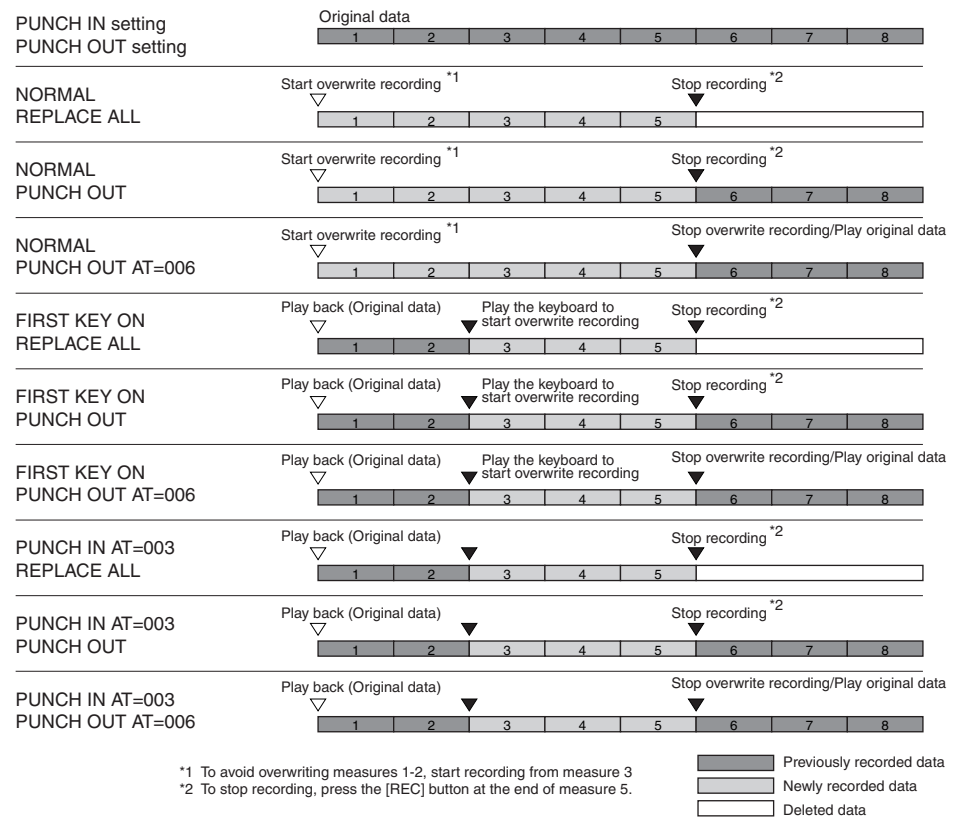 PUNCH IN setting
PUNCH OUT setting
Original data
1 2 3 4 5 6 7 8
NORMAL
REPLACE ALL
Start overwrite recording *1
Stop recording *2
1 2 3 4 5
NORMAL
PUNCH OUT
Start overwrite recording *1
Stop recording *2
1 2 3 4 5 6 7 8
NORMAL
PUNCH OUT AT=006
Start overwrite recording *1
Stop overwrite recording/Play original data
1 2 3 4 5 6 7 8
FIRST KEY ON
REPLACE ALL
Play back (Original data)
Play the keyboard to
start overwrite recording
Stop recording *2
1 2 3 4 5
FIRST KEY ON
PUNCH OUT
Play back (Original data)
Play the keyboard to
start overwrite recording
Stop recording *2
1 2 3 4 5 6 7 8
FIRST KEY ON
PUNCH OUT AT=006
Play back (Original data)
Play the keyboard to
start overwrite recording
Stop overwrite recording/Play original data
1 2 3 4 5 6 7 8
PUNCH IN AT=003
REPLACE ALL
Play back (Original data)
Stop recording *2
1 2 3 4 5
PUNCH IN AT=003
PUNCH OUT
Play back (Original data)
Stop recording *2
1 2 3 4 5 6 7 8
PUNCH IN AT=003
PUNCH OUT AT=006
Play back (Original data)
Stop overwrite recording/Play original data
1 2 3 4 5 6 7 8
*1 To avoid overwriting measures 1-2, start recording from measure 3
*2 To stop recording, press the [REC] button at the end of measure 5.
Previously recorded data
Newly recorded data
Deleted data